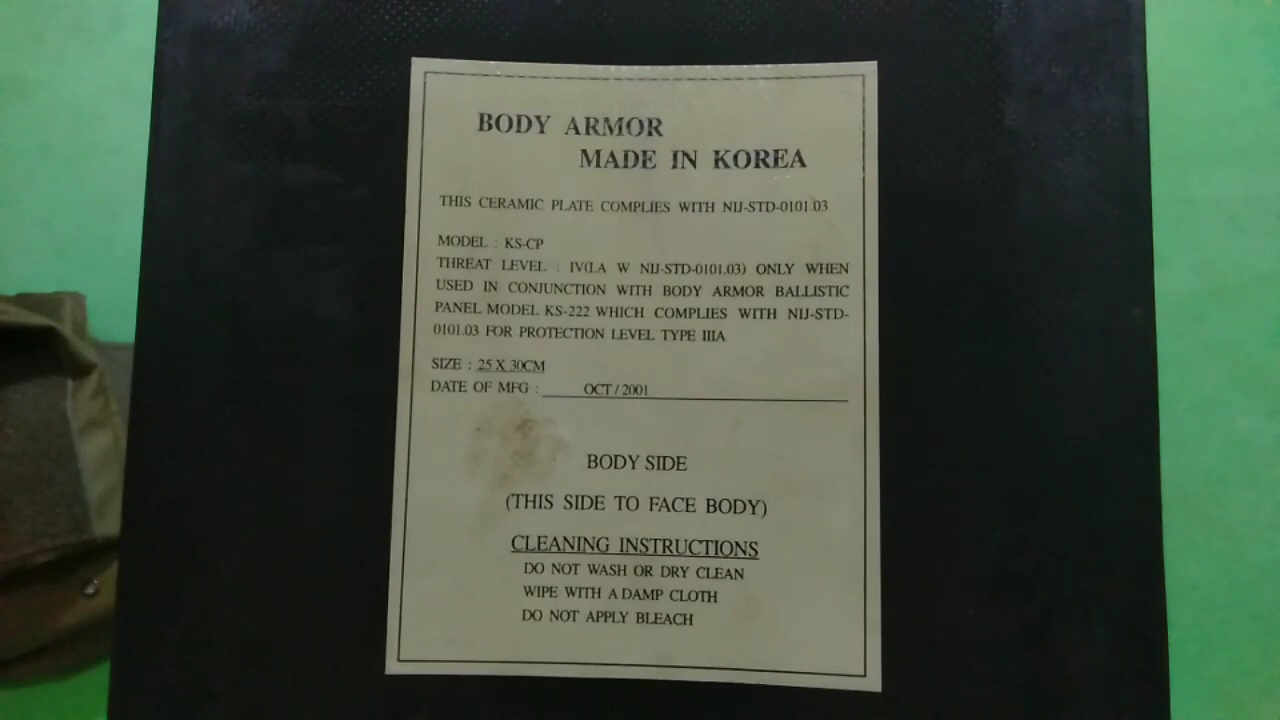 BODY ARMOR
MADE IN KOREA
THIS CERAMIC PLATE COMPLIES WITH NIJ-STD-0101.03
MODEL : KS-CP
THREAT LEVEL : IV(I.A W NIJ-STD-0101.03) ONLY WHEN
USED IN CONJUNCTION WITH BODY ARMOR BALLISTIC
PANEL MODEL KS-222 WHICH COMPLIES WITH NIJ-STD-
0101.03 FOR PROTECTION LEVEL TYPE IIIA
SIZE : 25 X 30CM
DATE OF MFG : OCT / 2001
BODY SIDE
(THIS SIDE TO FACE BODY)
CLEANING INSTRUCTIONS
DO NOT WASH OR DRY CLEAN
WIPE WITH A DAMP CLOTH
DO NOT APPLY BLEACH